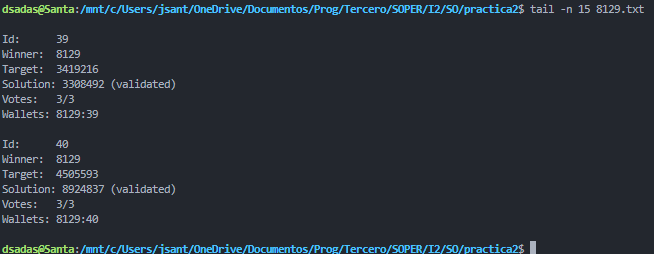 dsadas@Santa:/mnt/c/Users/jsant/OneDrive/Documentos/Prog/Tercero/SOPER/I2/SO/practica2$ tail -n 15 8129.txt
Id: 39
Winner: 8129
Target: 3419216
Solution: 3308492 (validated)
Votes: 3/3
Wallets: 8129:39
Id: 40
Winner: 8129
Target: 4505593
Solution: 8924837 (validated)
Votes: 3/3
Wallets: 8129:40
dsadas@Santa:/mnt/c/Users/jsant/OneDrive/Documentos/Prog/Tercero/SOPER/I2/SO/practica2$